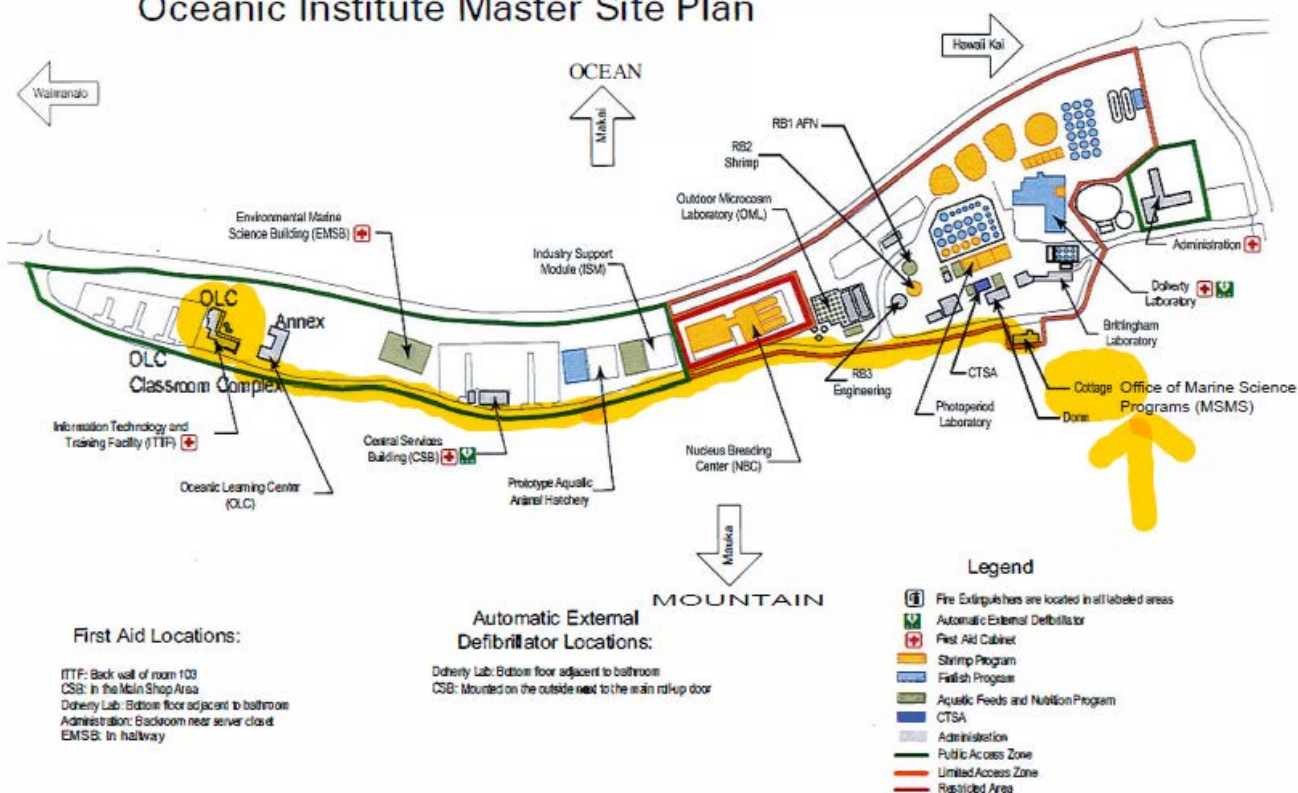 Oceanic Institute Master Site Plan
Waimanalo
OCEAN
Makai
Hawaii Kai
RB1 AFN
RB2
Shrimp
Outdoor Microcosm
Laboratory (OML)
Environmental Marine
Science Building (EMSB)
Industry Support
Module (ISM)
Administration
Doherty
Laboratory
Brittingham
Laboratory
OLC
Annex
OLC
Classroom Complex
RB3
Engineering
CTSA
Photoperiod
Laboratory
Cottage
Office of Marine Science
Programs (MSMS)
Dorm
Information Technology and
Training Facility (ITTF)
Central Services
Building (CSB)
Oceanic Learning Center
(OLC)
Prototype Aquatic
Animal Hatchery
Nucleus Breeding
Center (NBC)
Mauka
MOUNTAIN
First Aid Locations:
ITTF: Back wall of room 103
CSB: In the Main Shop Area
Doherty Lab: Bottom floor adjacent to bathroom
Administration: Backroom near server closet
EMSB: In hallway
Automatic External
Defibrillator Locations:
Doherty Lab: Bottom floor adjacent to bathroom
CSB: Mounted on the outside next to the main roll-up door
Legend
Fire Extinguishers are located in all labeled areas
Automatic External Defibrillator
First Aid Cabinet
Shrimp Program
Finfish Program
Aquatic Feeds and Nutrition Program
CTSA
Administration
Public Access Zone
Limited Access Zone
Restricted Area